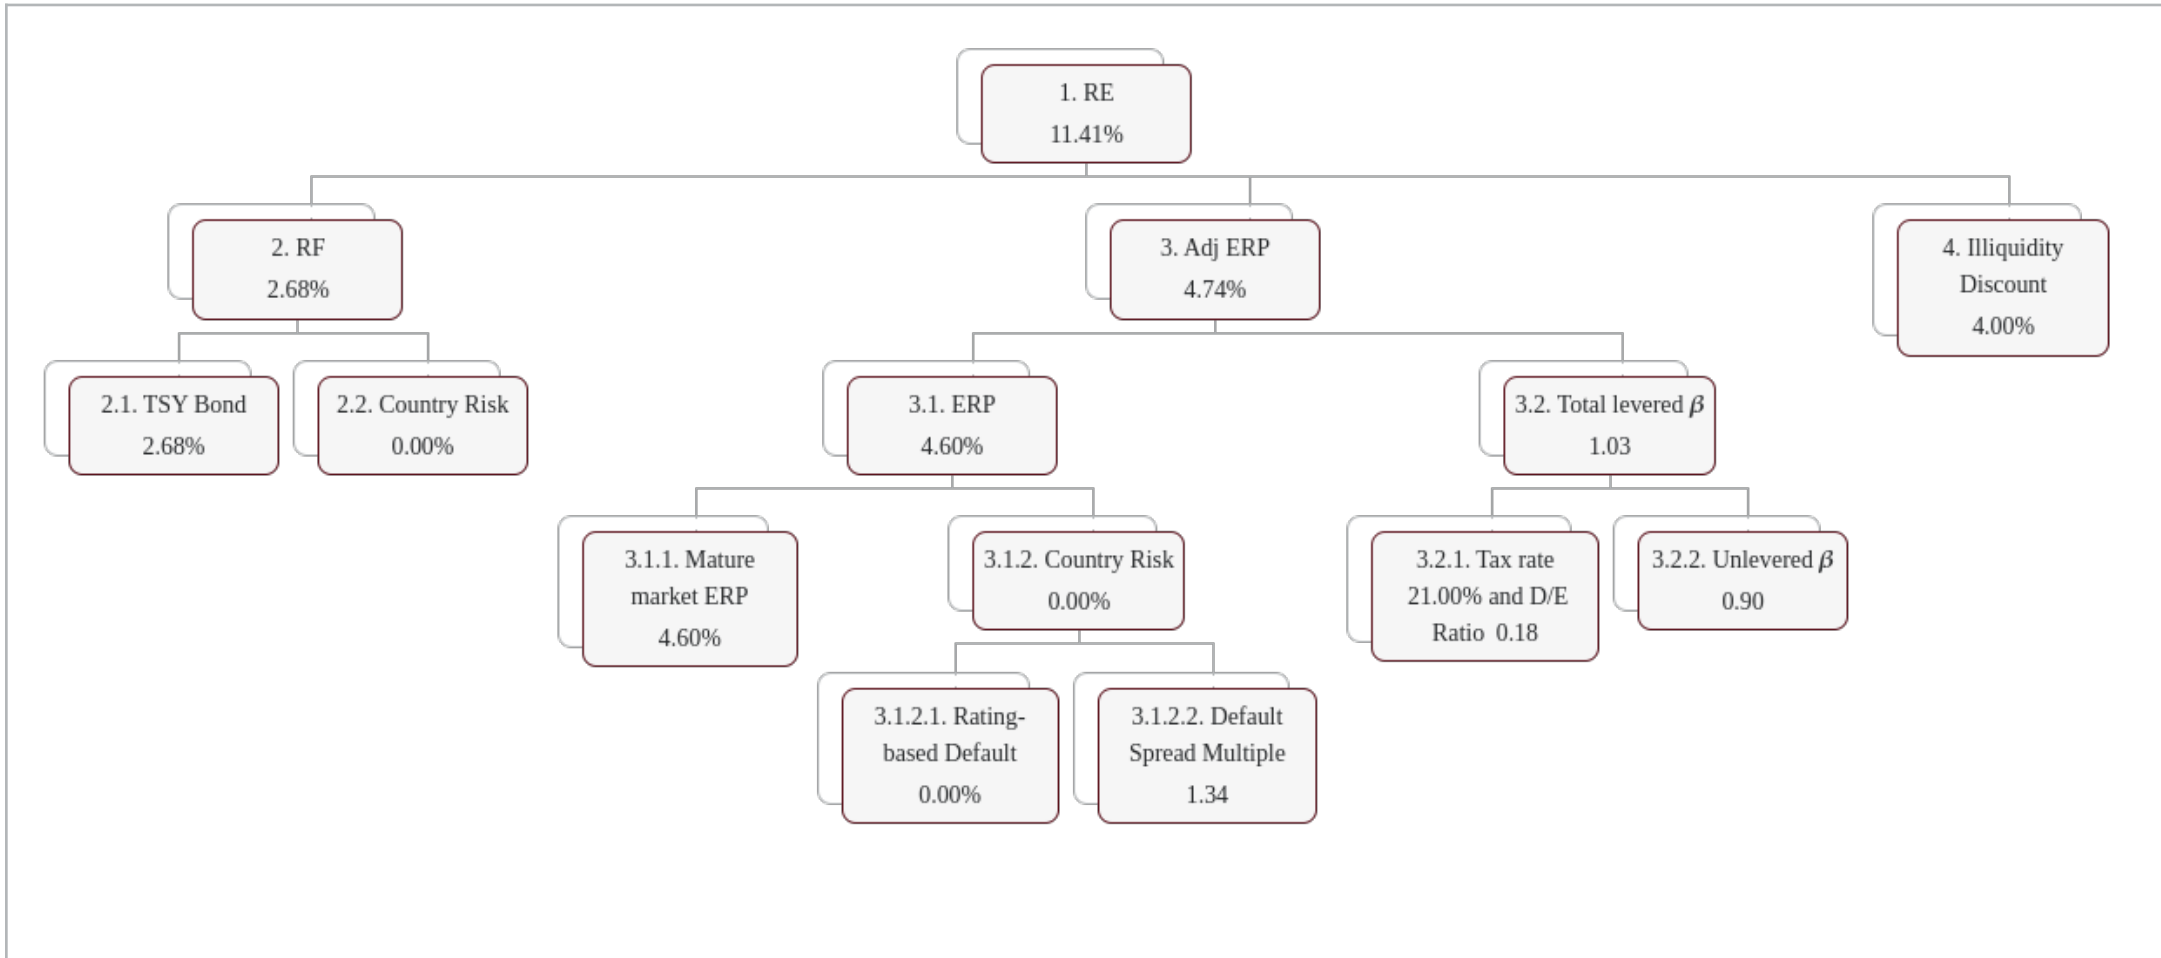 1. RE
11.41%
2. RF
2.68%
3. Adj ERP
4.74%
4. Illiquidity
Discount
4.00%
2.1. TSY Bond
2.68%
2.2. Country Risk
0.00%
3.1. ERP
4.60%
3.2. Total levered β
1.03
3.1.1. Mature
market ERP
4.60%
3.1.2. Country Risk
0.00%
3.2.1. Tax rate
21.00% and D/E
Ratio 0.18
3.2.2. Unlevered β
0.90
3.1.2.1. Rating-
based Default
0.00%
3.1.2.2. Default
Spread Multiple
1.34